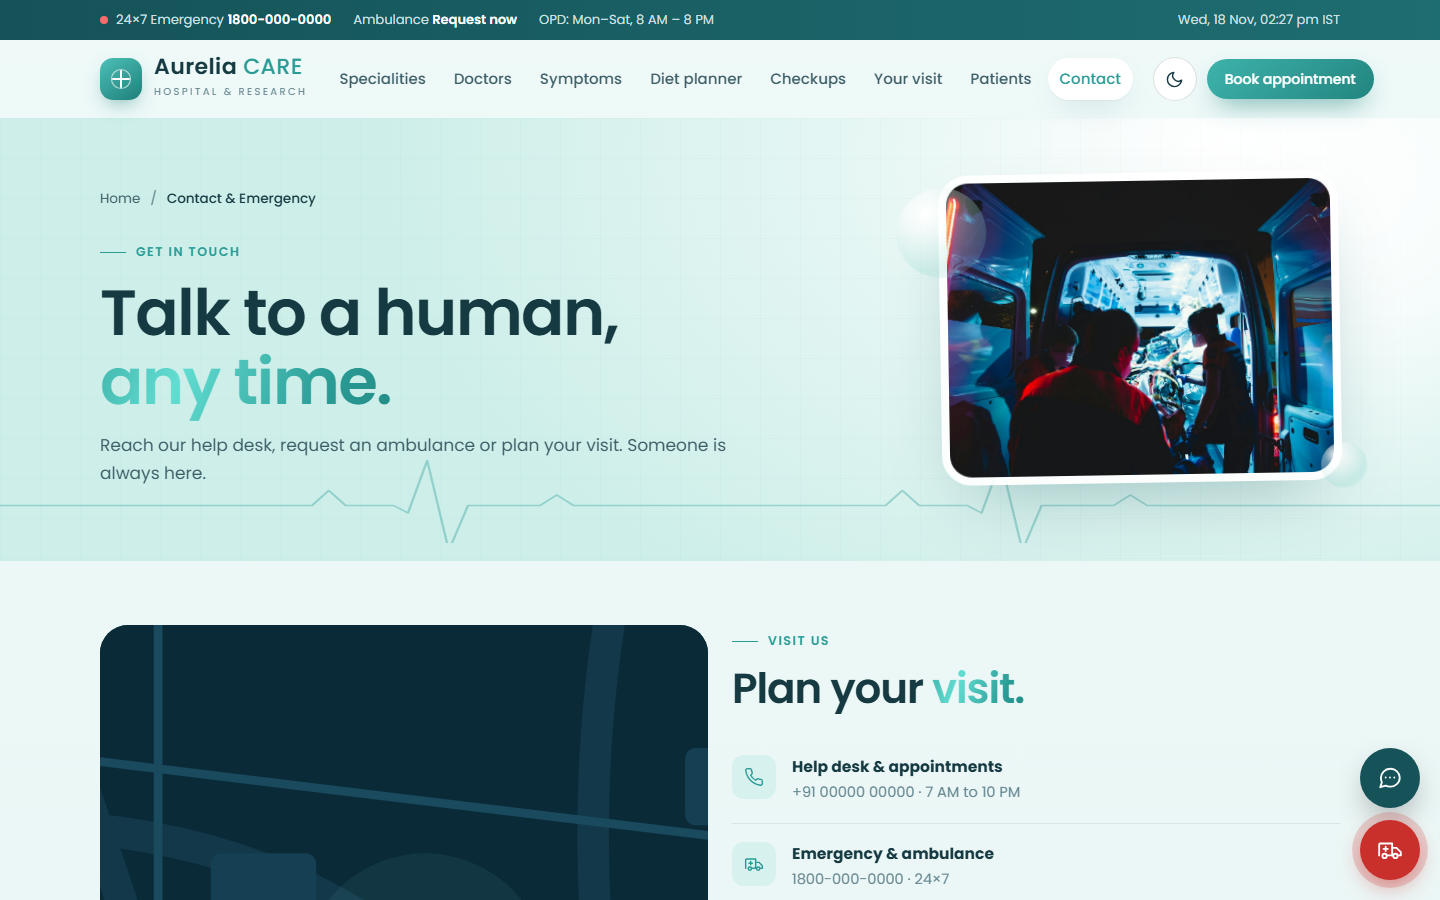 24×7 Emergency 1800-000-0000
Ambulance Request now
OPD: Mon–Sat, 8 AM – 8 PM
Wed, 18 Nov, 02:27 pm IST
Aurelia CARE
HOSPITAL & RESEARCH
Specialities
Doctors
Symptoms
Diet planner
Checkups
Your visit
Patients
Contact
Book appointment
Home / Contact & Emergency
GET IN TOUCH
Talk to a human,
any time.
Reach our help desk, request an ambulance or plan your visit. Someone is
always here.
VISIT US
Plan your visit.
Help desk & appointments
+91 00000 00000 · 7 AM to 10 PM
Emergency & ambulance
1800-000-0000 · 24×7